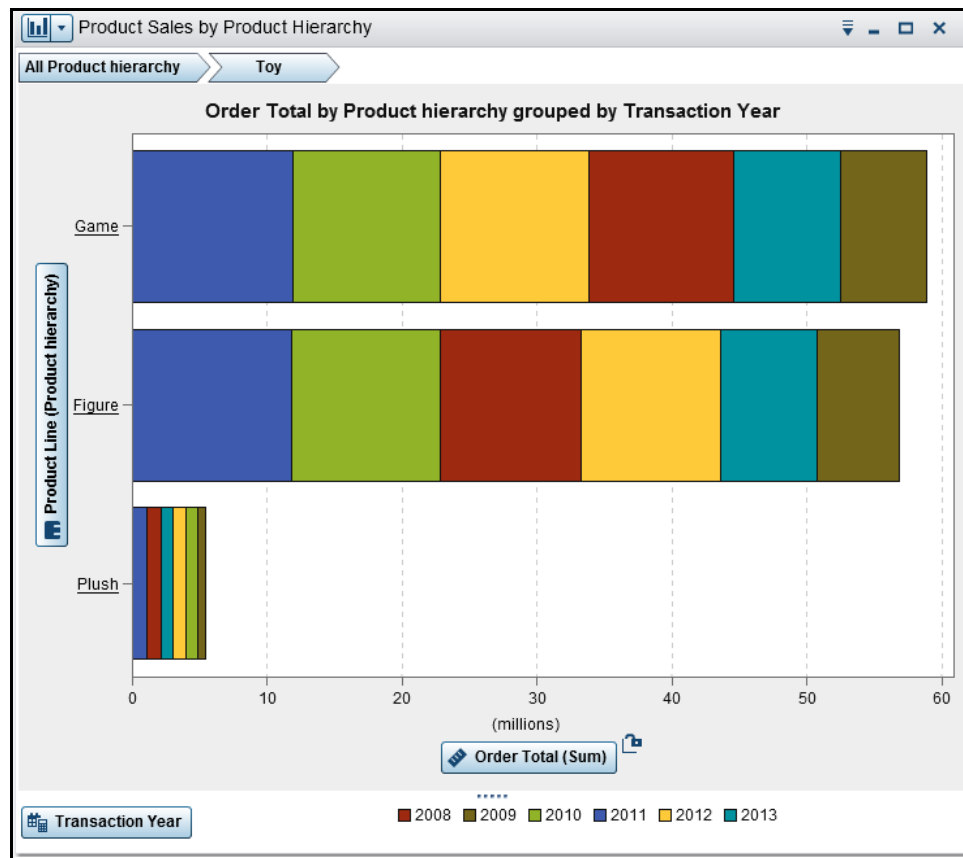 Product Sales by Product Hierarchy
All Product hierarchy
Toy
Order Total by Product hierarchy grouped by Transaction Year
Product Line (Product hierarchy)
Game
Figure
Plush
0 10 20 30 40 50 60
(millions)
Order Total (Sum)
Transaction Year
2008 2009 2010 2011 2012 2013